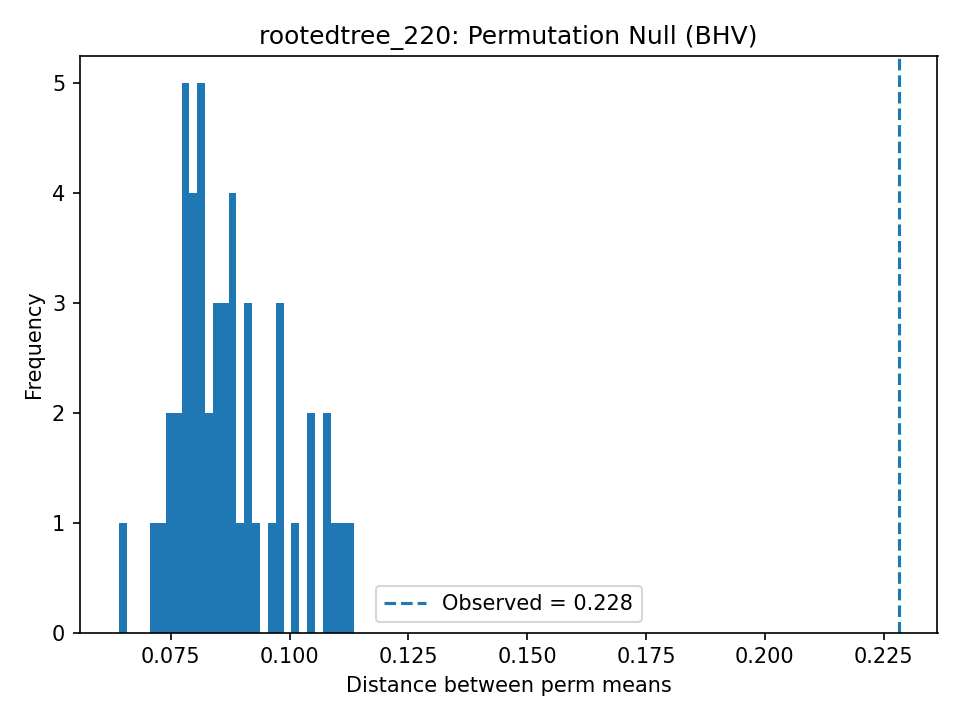 rootedtree_220: Permutation Null (BHV)
Frequency
5
4
3
2
1
0
Observed = 0.228
0.075 0.100 0.125 0.150 0.175 0.200 0.225
Distance between perm means